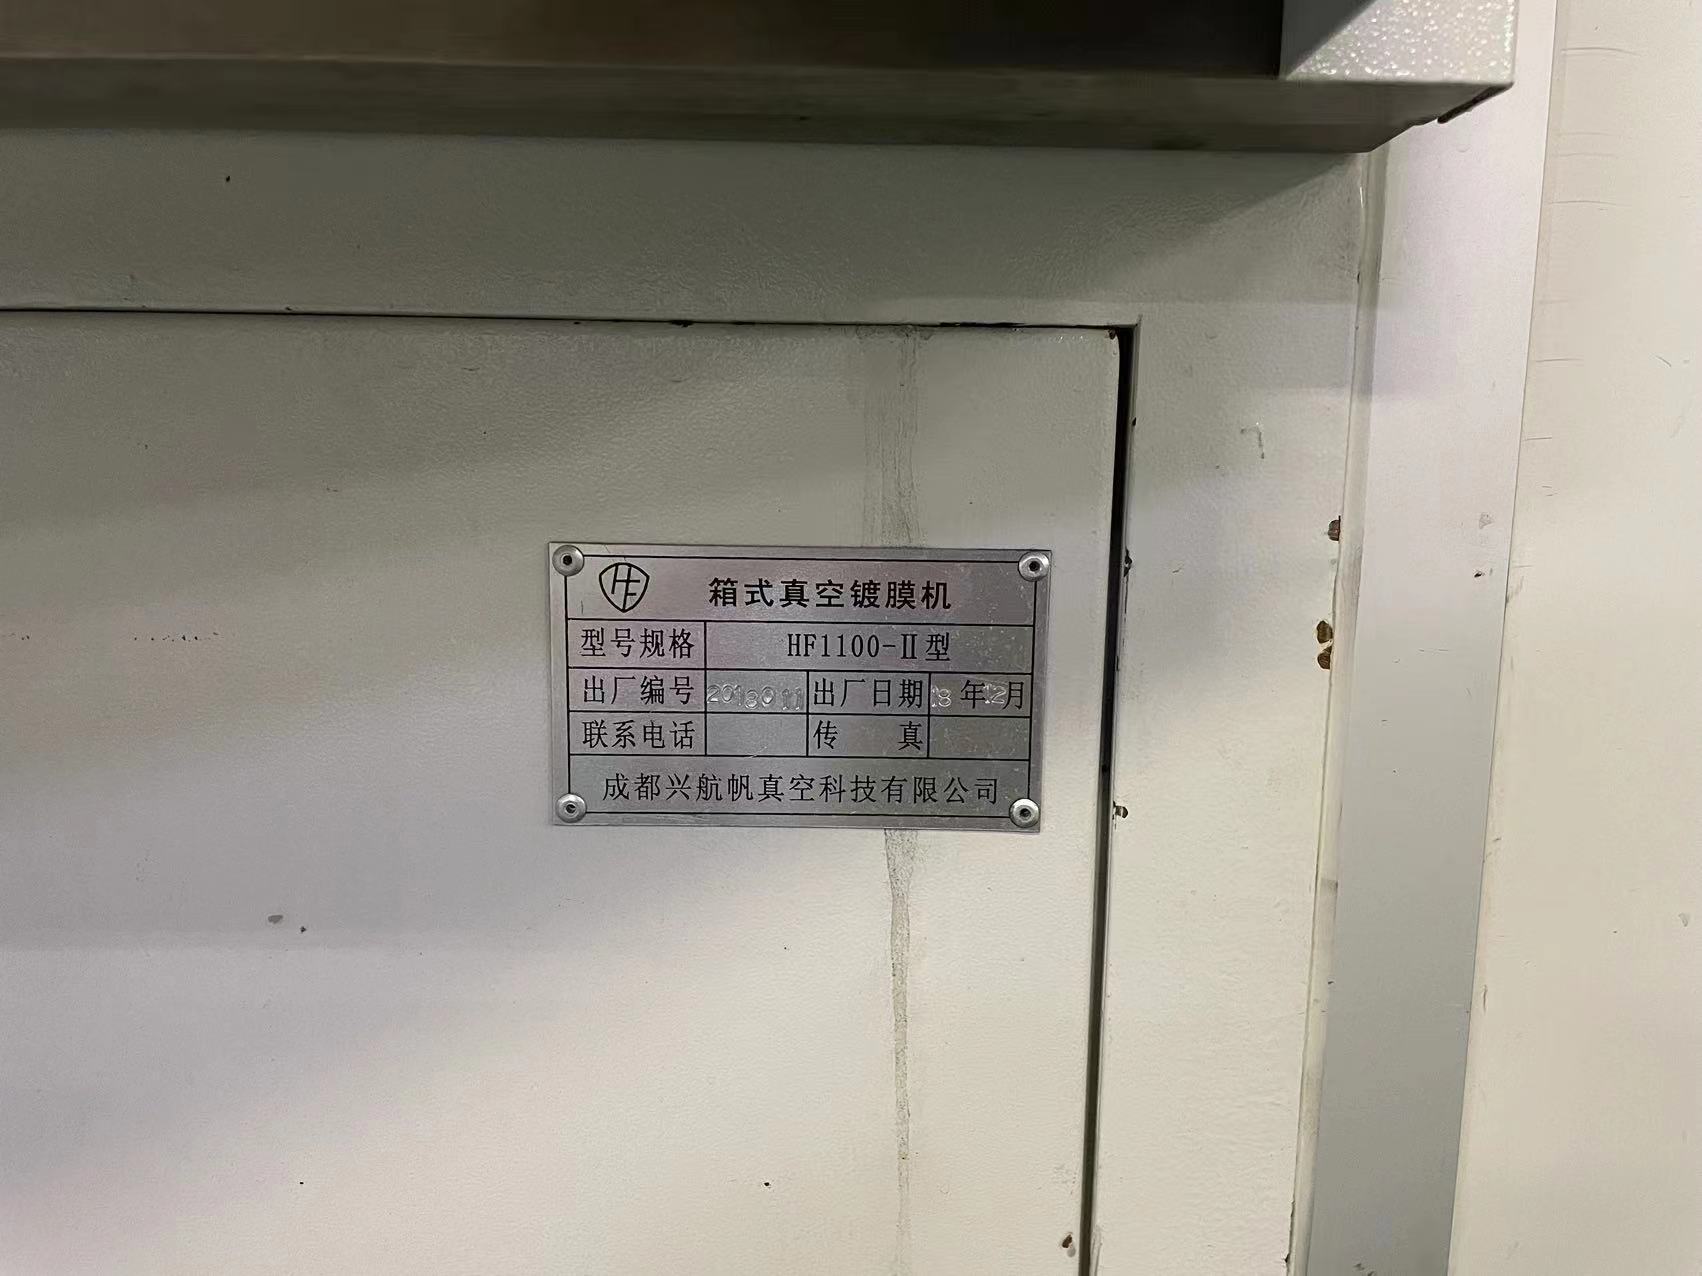 HF 箱式真空镀膜机
型号规格 HF1100-Ⅱ型
出厂编号 2018011 出厂日期 18年12月
联系电话 传真
成都兴航帆真空科技有限公司